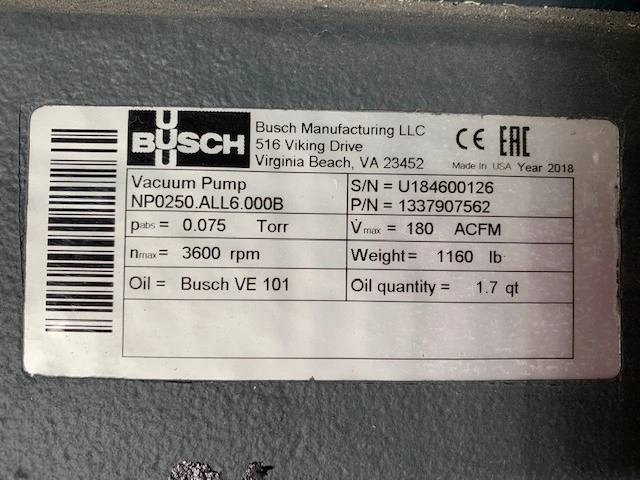 BUSCH
Busch Manufacturing LLC
516 Viking Drive
Virginia Beach, VA 23452
CE EAC
Made In USA Year 2018
Vacuum Pump
NP0250.ALL6.000B
S/N = U184600126
P/N = 1337907562
pabs = 0.075 Torr
V̇max = 180 ACFM
nmax = 3600 rpm
Weight= 1160 lb
Oil = Busch VE 101
Oil quantity = 1.7 qt